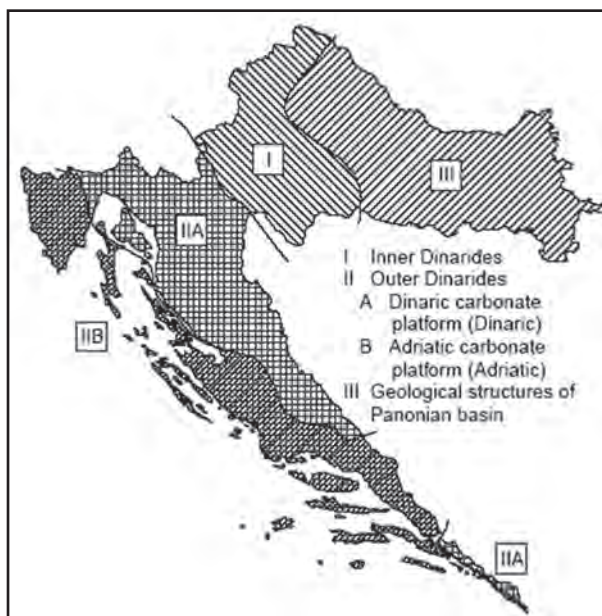 I
III
IIA
IIB
I Inner Dinarides
II Outer Dinarides
A Dinaric carbonate
platform (Dinaric)
B Adriatic carbonate
platform (Adriatic)
III Geological structures of
Panonian basin
IIA